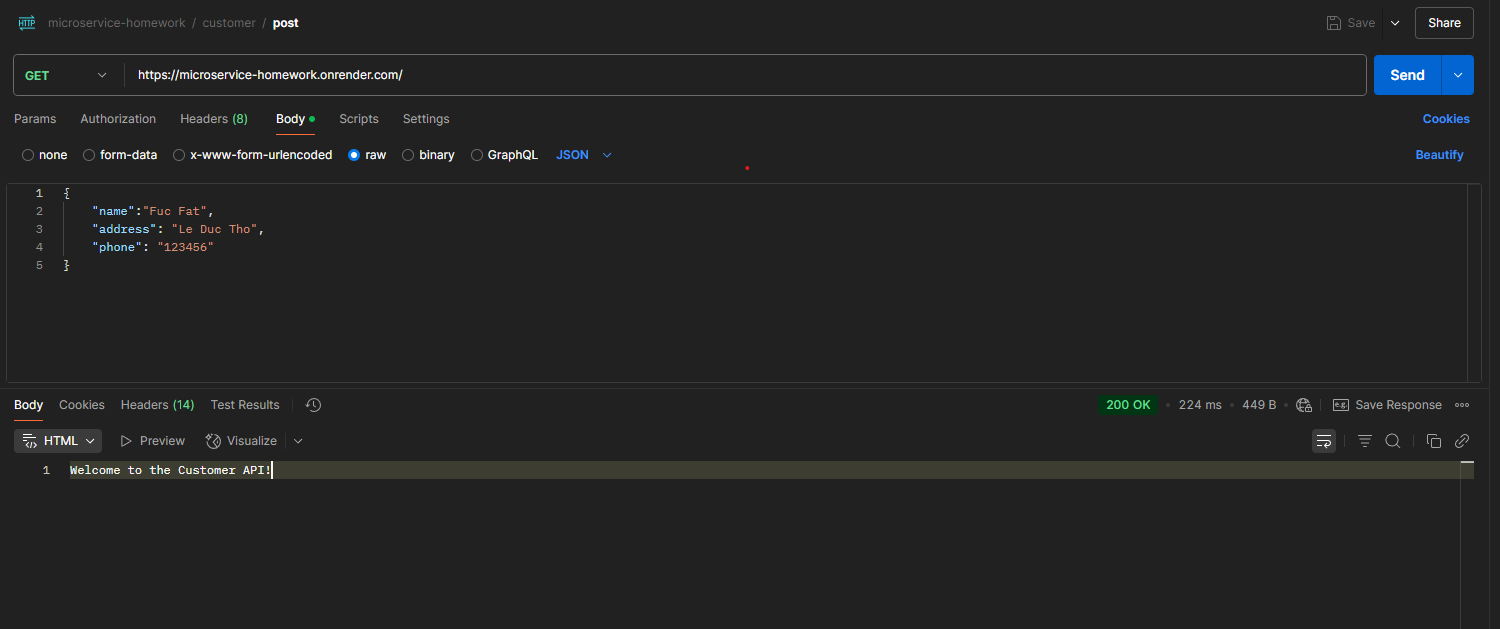 HTTP microservice-homework / customer / post Save Share
GET https://microservice-homework.onrender.com/ Send
Params Authorization Headers (8) Body Scripts Settings Cookies
none form-data x-www-form-urlencoded raw binary GraphQL JSON Beautify
1 {
2 "name":"Fuc Fat",
3 "address": "Le Duc Tho",
4 "phone": "123456"
5 }
Body Cookies Headers (14) Test Results 200 OK • 224 ms • 449 B • e.g. Save Response
HTML Preview Visualize
1 Welcome to the Customer API!